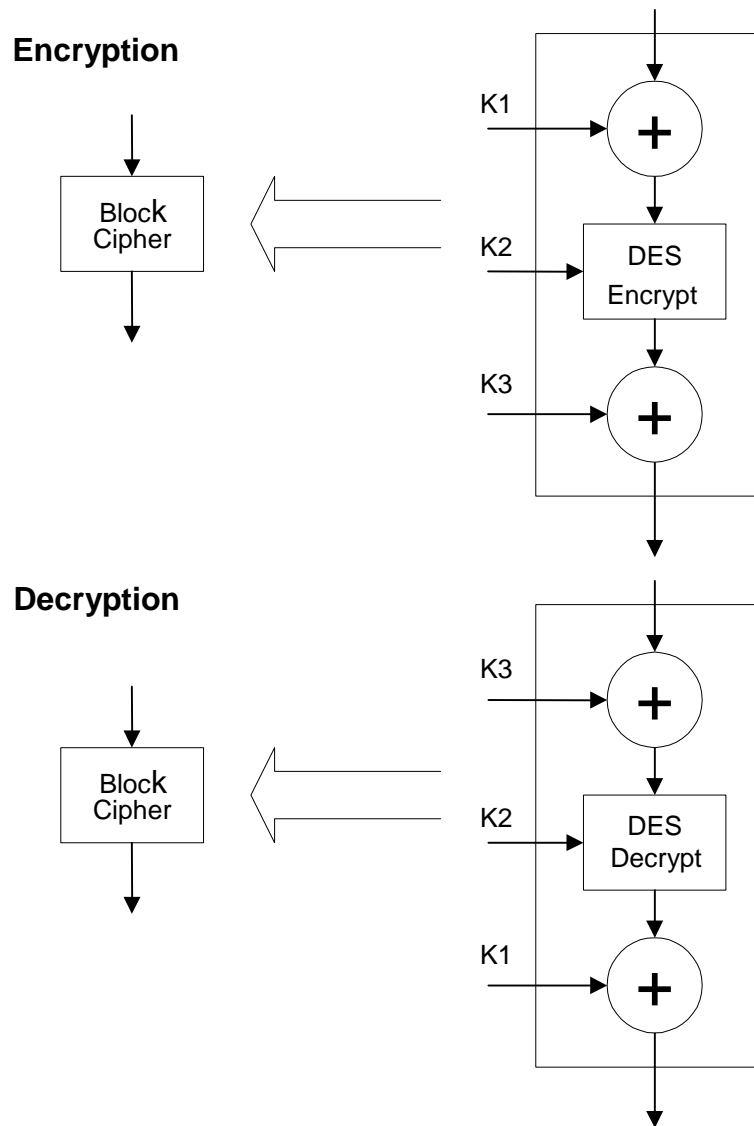 Encryption
K1
+
Block
Cipher
K2
DES
Encrypt
K3
+
Decryption
K3
+
Block
Cipher
K2
DES
Decrypt
K1
+